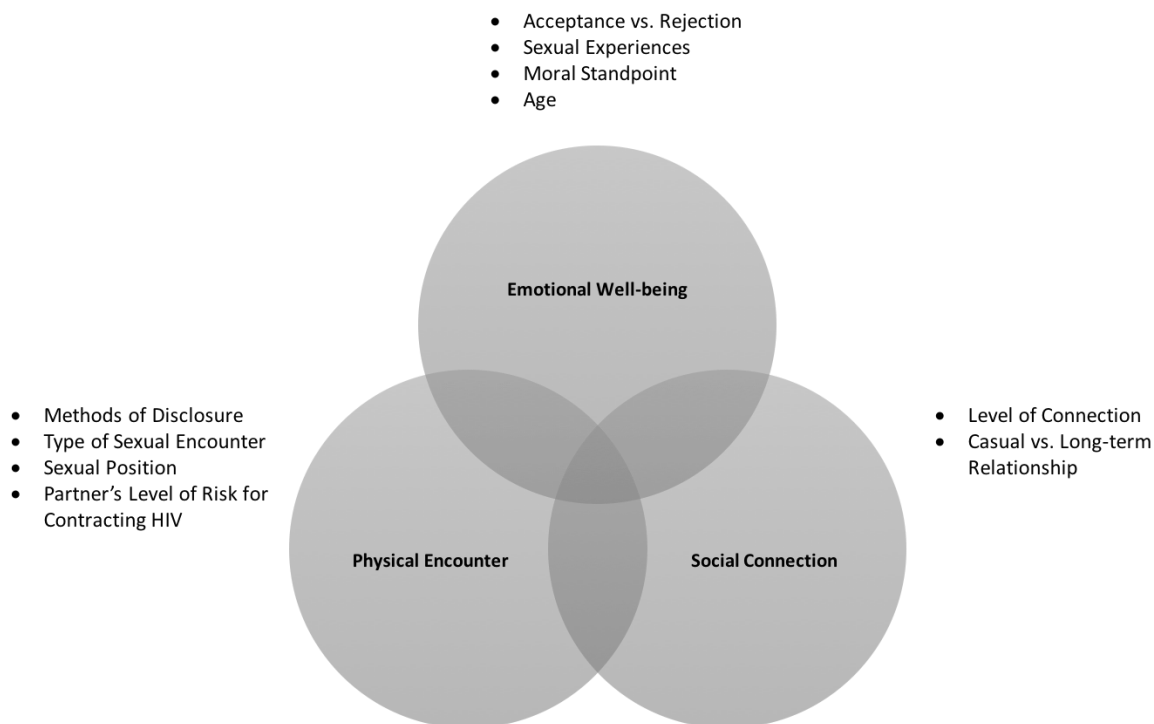 • Acceptance vs. Rejection
• Sexual Experiences
• Moral Standpoint
• Age
Emotional Well-being
• Methods of Disclosure
• Type of Sexual Encounter
• Sexual Position
• Partner’s Level of Risk for
Contracting HIV
• Level of Connection
• Casual vs. Long-term
Relationship
Physical Encounter
Social Connection